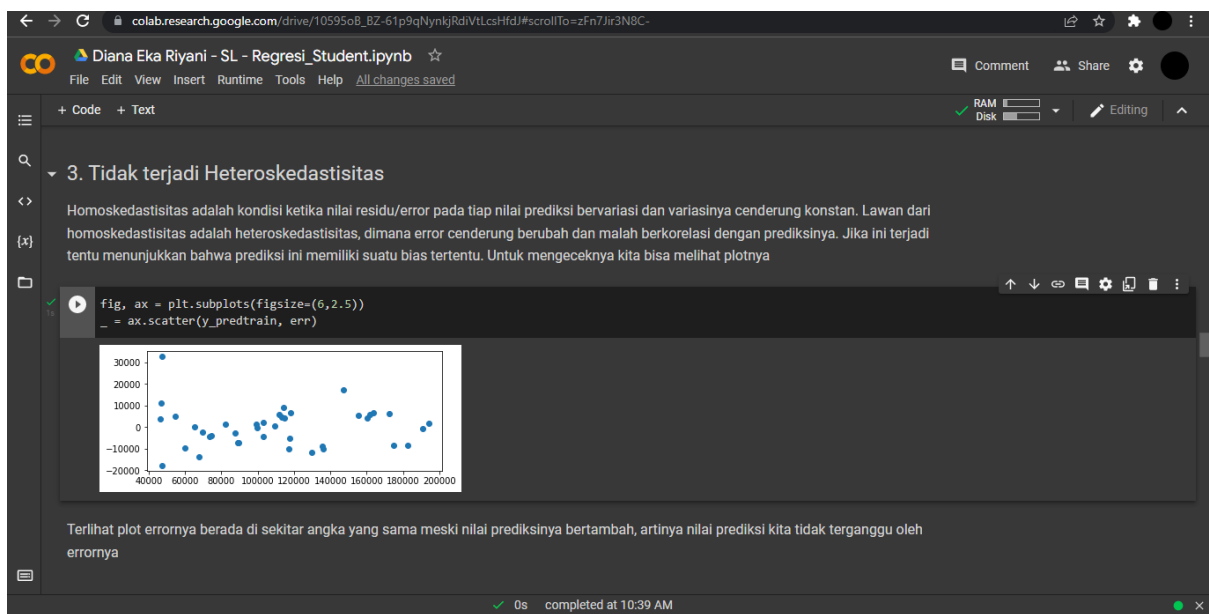 colab.research.google.com/drive/10595oB_BZ-61p9qNynkjRdiVtLcsHfdJ#scrollTo=zFn7Jir3N8C-
Diana Eka Riyani - SL - Regresi_Student.ipynb
File Edit View Insert Runtime Tools Help All changes saved
Comment Share
+ Code + Text
RAM
Disk
Editing
3. Tidak terjadi Heteroskedastisitas
Homoskedastisitas adalah kondisi ketika nilai residu/error pada tiap nilai prediksi bervariasi dan variasinya cenderung konstan. Lawan dari
homoskedastisitas adalah heteroskedastisitas, dimana error cenderung berubah dan malah berkorelasi dengan prediksinya. Jika ini terjadi
tentu menunjukkan bahwa prediksi ini memiliki suatu bias tertentu. Untuk mengeceknya kita bisa melihat plotnya
{x}
1s
fig, ax = plt.subplots(figsize=(6,2.5))
_ = ax.scatter(y_predtrain, err)
30000
20000
10000
0
−10000
−20000
40000 60000 80000 100000 120000 140000 160000 180000 200000
Terlihat plot errornya berada di sekitar angka yang sama meski nilai prediksinya bertambah, artinya nilai prediksi kita tidak terganggu oleh
errornya
0s completed at 10:39 AM